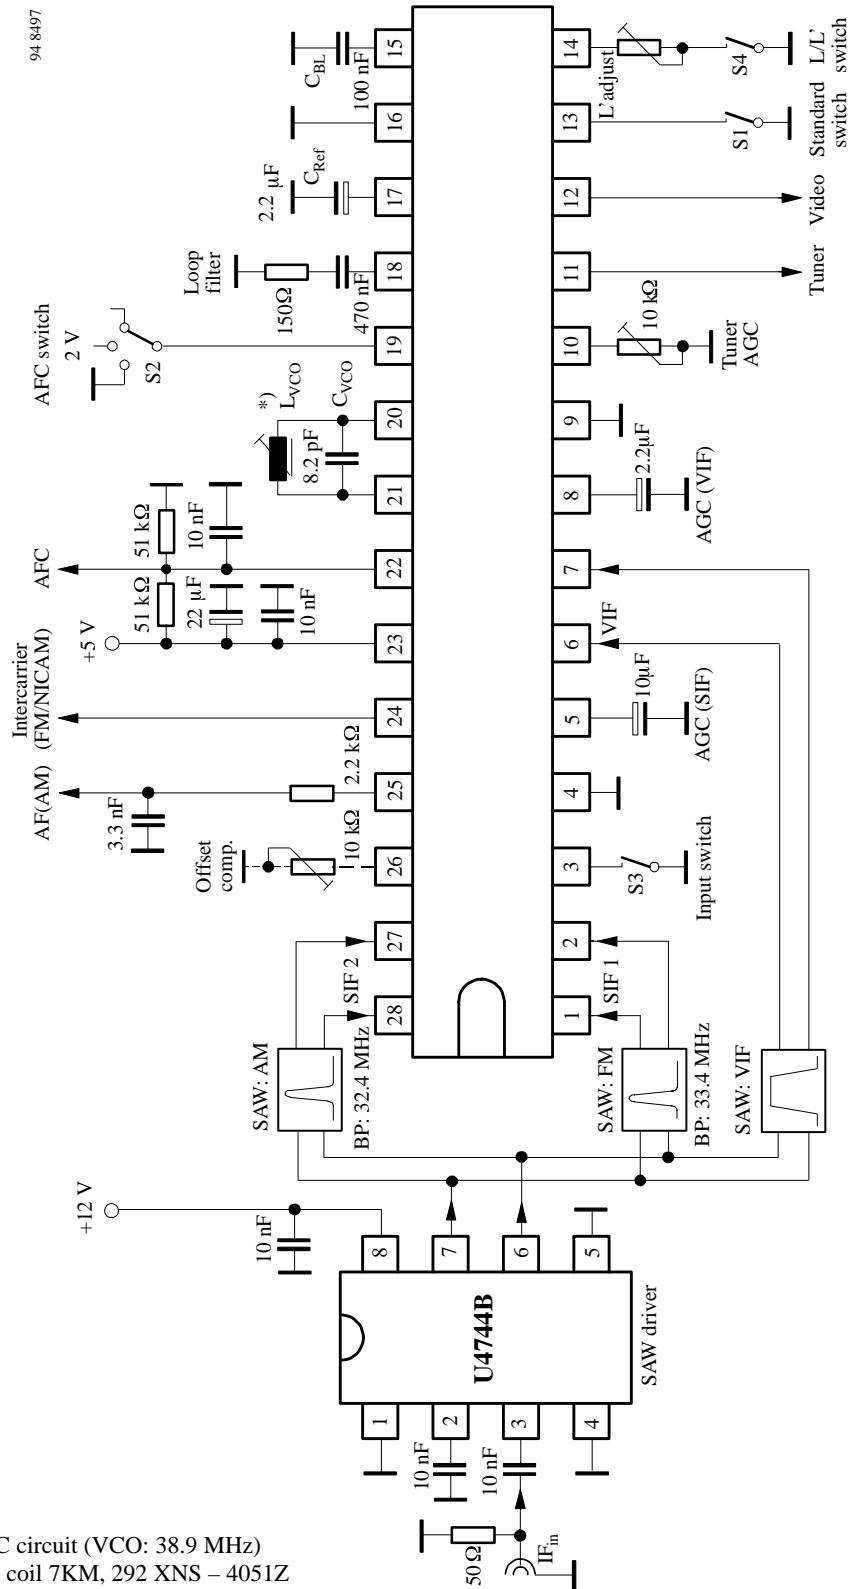 94 8497
C_BL
100 nF
15
16
2.2 µF
C_Ref
17
Loop
filter
150Ω
470 nF
18
AFC switch
2 V
S2
19
*)
L_VCO
C_VCO
8.2 pF
20
21
AFC
51 kΩ
10 nF
22
+5 V
51 kΩ
22 µF
10 nF
23
Intercarrier
(FM/NICAM)
24
AF(AM)
3.3 nF
2.2 kΩ
25
Offset
comp.
10 kΩ
26
27
28
SIF 2
SAW: AM
BP: 32.4 MHz
14
L'adjust
S4
L/L'
switch
13
S1
Standard
switch
12
Video
11
Tuner
10
10 kΩ
Tuner
AGC
9
8
2.2µF
AGC (VIF)
7
6
VIF
5
10µF
AGC (SIF)
4
3
S3
Input switch
2
1
SIF 1
SAW: FM
BP: 33.4 MHz
SAW: VIF
+12 V
10 nF
8
7
6
5
U4744B
SAW driver
1
2
3
4
10 nF
10 nF
50 Ω
IF_in
C circuit (VCO: 38.9 MHz)
coil 7KM, 292 XNS – 4051Z